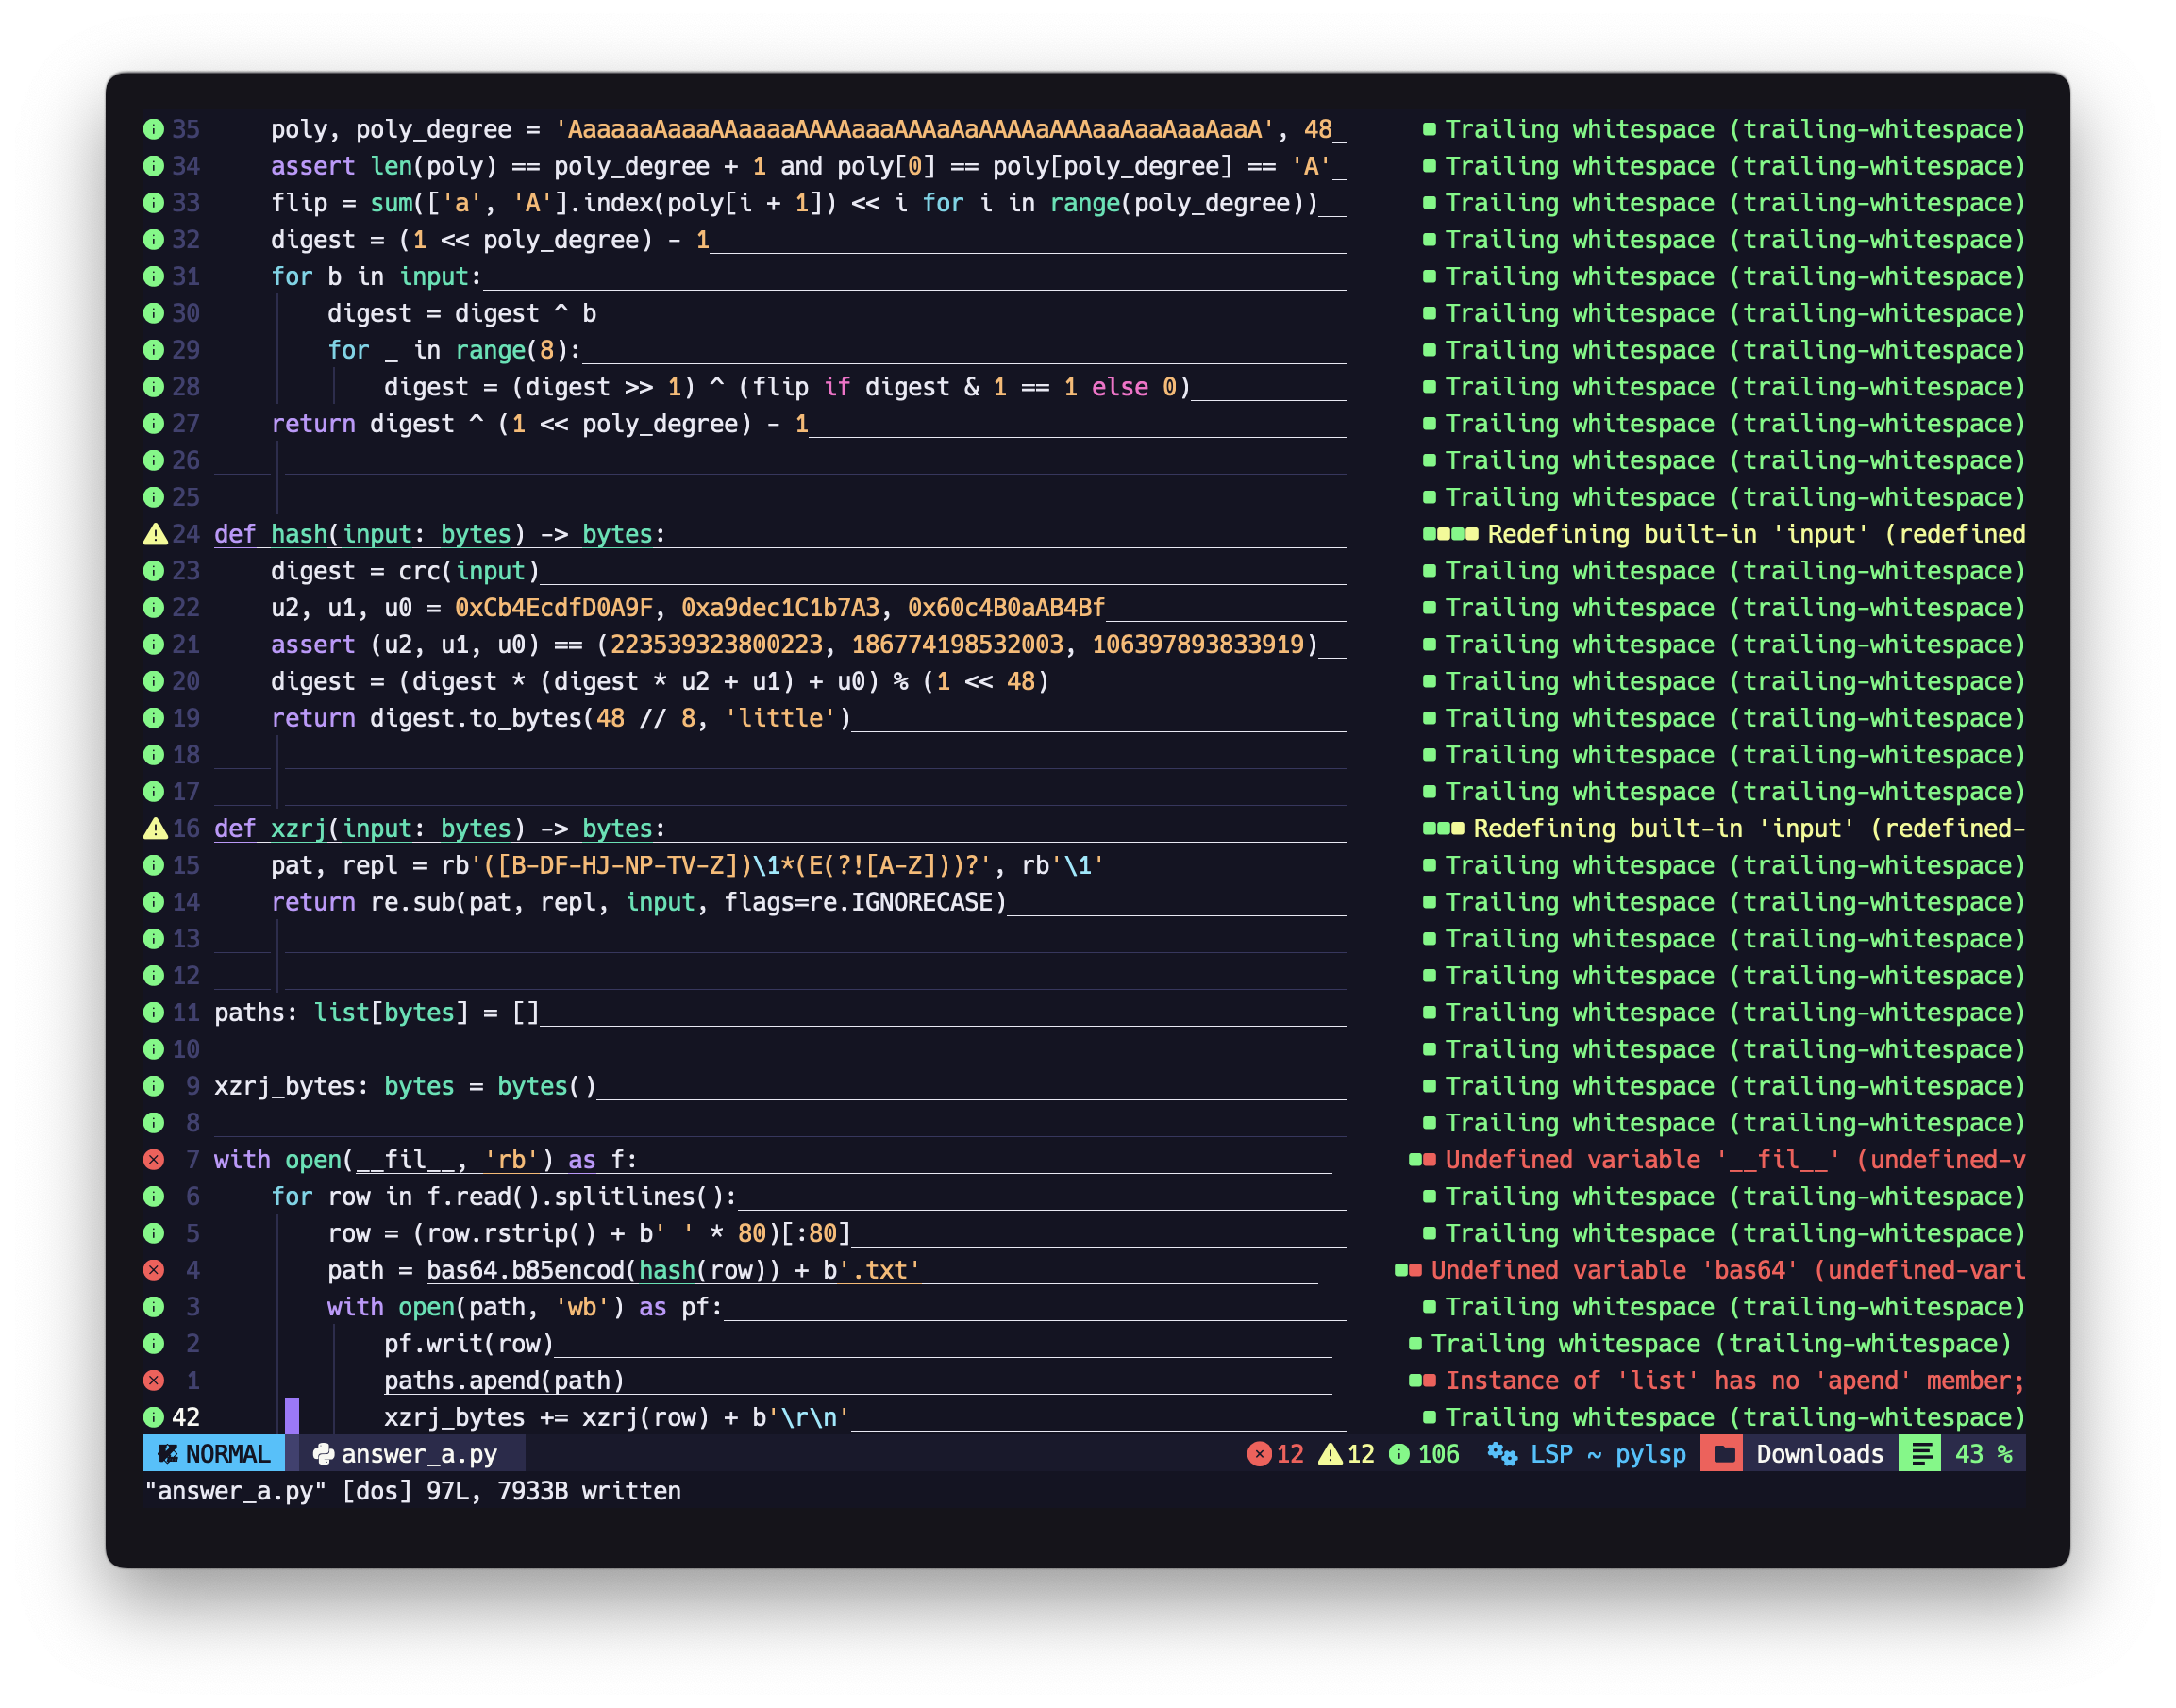 35 poly, poly_degree = 'AaaaaaAaaaAAaaaaAAAAaaaAAAaAaAAAAaAAAaaAaaAaaAaaA', 48 Trailing whitespace (trailing-whitespace)
34 assert len(poly) == poly_degree + 1 and poly[0] == poly[poly_degree] == 'A' Trailing whitespace (trailing-whitespace)
33 flip = sum(['a', 'A'].index(poly[i + 1]) << i for i in range(poly_degree)) Trailing whitespace (trailing-whitespace)
32 digest = (1 << poly_degree) - 1 Trailing whitespace (trailing-whitespace)
31 for b in input: Trailing whitespace (trailing-whitespace)
30 digest = digest ^ b Trailing whitespace (trailing-whitespace)
29 for _ in range(8): Trailing whitespace (trailing-whitespace)
28 digest = (digest >> 1) ^ (flip if digest & 1 == 1 else 0) Trailing whitespace (trailing-whitespace)
27 return digest ^ (1 << poly_degree) - 1 Trailing whitespace (trailing-whitespace)
26 Trailing whitespace (trailing-whitespace)
25 Trailing whitespace (trailing-whitespace)
24 def hash(input: bytes) -> bytes: Redefining built-in 'input' (redefined
23 digest = crc(input) Trailing whitespace (trailing-whitespace)
22 u2, u1, u0 = 0xCb4EcdfD0A9F, 0xa9dec1C1b7A3, 0x60c4B0aAB4Bf Trailing whitespace (trailing-whitespace)
21 assert (u2, u1, u0) == (223539323800223, 186774198532003, 106397893833919) Trailing whitespace (trailing-whitespace)
20 digest = (digest * (digest * u2 + u1) + u0) % (1 << 48) Trailing whitespace (trailing-whitespace)
19 return digest.to_bytes(48 // 8, 'little') Trailing whitespace (trailing-whitespace)
18 Trailing whitespace (trailing-whitespace)
17 Trailing whitespace (trailing-whitespace)
16 def xzrj(input: bytes) -> bytes: Redefining built-in 'input' (redefined-
15 pat, repl = rb'([B-DF-HJ-NP-TV-Z])\1*(E(?![A-Z]))?', rb'\1' Trailing whitespace (trailing-whitespace)
14 return re.sub(pat, repl, input, flags=re.IGNORECASE) Trailing whitespace (trailing-whitespace)
13 Trailing whitespace (trailing-whitespace)
12 Trailing whitespace (trailing-whitespace)
11 paths: list[bytes] = [] Trailing whitespace (trailing-whitespace)
10 Trailing whitespace (trailing-whitespace)
9 xzrj_bytes: bytes = bytes() Trailing whitespace (trailing-whitespace)
8 Trailing whitespace (trailing-whitespace)
7 with open(__fil__, 'rb') as f: Undefined variable '__fil__' (undefined-v
6 for row in f.read().splitlines(): Trailing whitespace (trailing-whitespace)
5 row = (row.rstrip() + b' ' * 80)[:80] Trailing whitespace (trailing-whitespace)
4 path = bas64.b85encod(hash(row)) + b'.txt' Undefined variable 'bas64' (undefined-vari
3 with open(path, 'wb') as pf: Trailing whitespace (trailing-whitespace)
2 pf.writ(row) Trailing whitespace (trailing-whitespace)
1 paths.apend(path) Instance of 'list' has no 'apend' member;
42 xzrj_bytes += xzrj(row) + b'\r\n' Trailing whitespace (trailing-whitespace)
NORMAL answer_a.py 12 12 106 LSP ~ pylsp Downloads 43 %
"answer_a.py" [dos] 97L, 7933B written